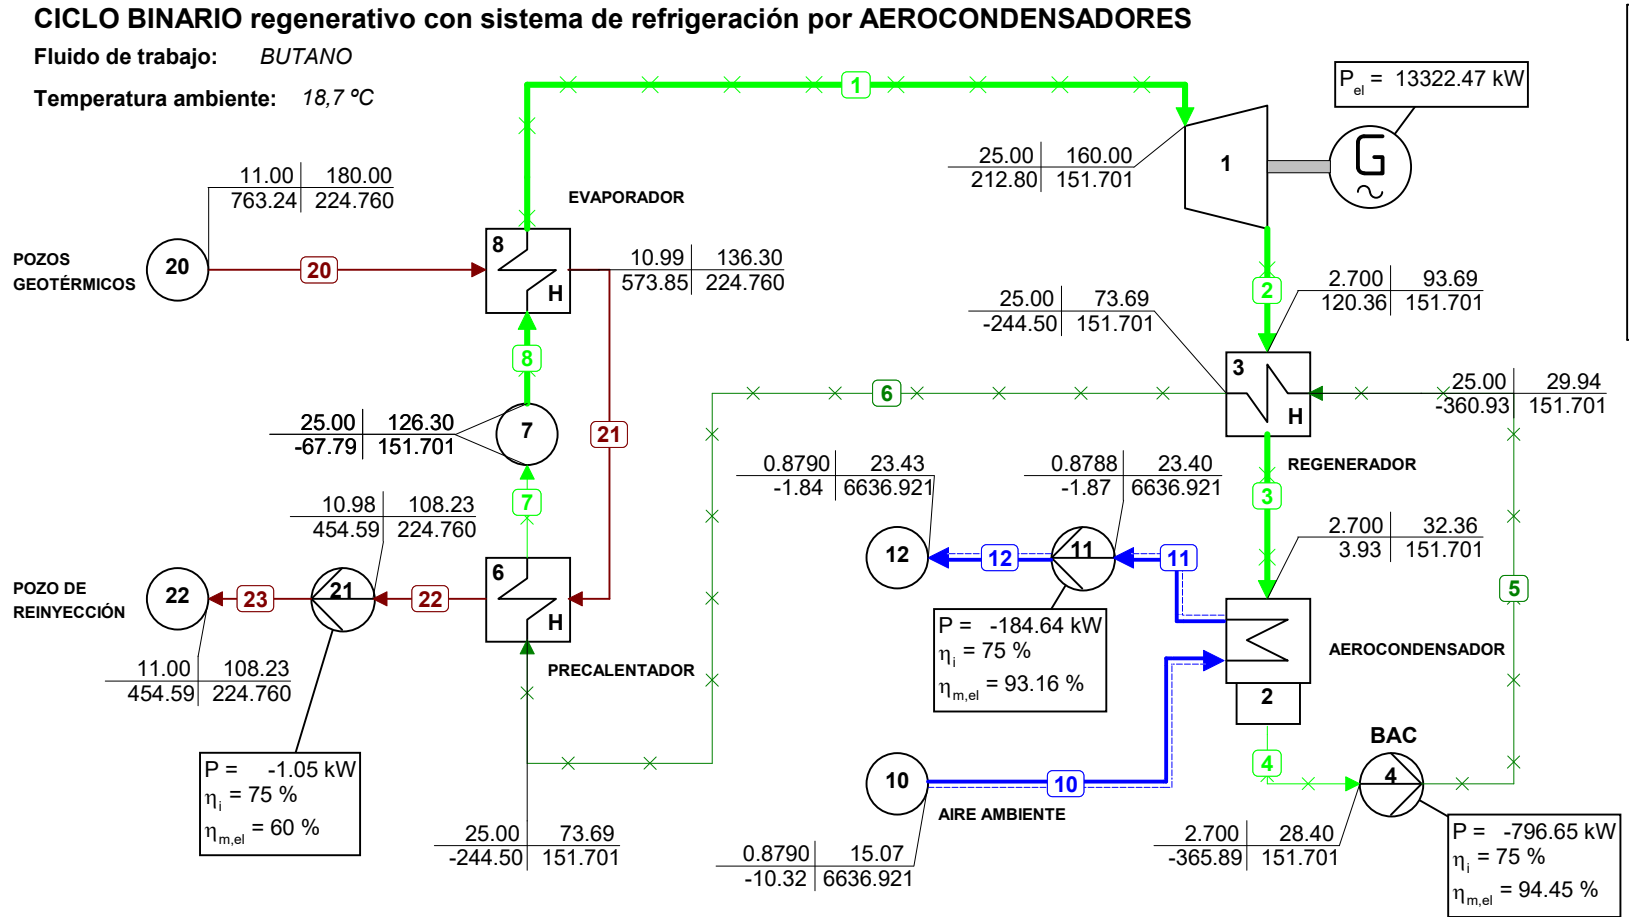 CICLO BINARIO regenerativo con sistema de refrigeración por AEROCONDENSADORES
Fluido de trabajo: BUTANO
Temperatura ambiente: 18,7 ºC
1
P el = 13322.47 kW
G
25.00 160.00
212.80 151.701
1
11.00 180.00
763.24 224.760
EVAPORADOR
POZOS
GEOTÉRMICOS
20
20
8
H
10.99 136.30
573.85 224.760
2
2.700 93.69
120.36 151.701
25.00 73.69
-244.50 151.701
8
3
H
6
25.00 29.94
-360.93 151.701
25.00 126.30
-67.79 151.701
7
21
REGENERADOR
0.8790 23.43
-1.84 6636.921
0.8788 23.40
-1.87 6636.921
3
7
10.98 108.23
454.59 224.760
2.700 32.36
3.93 151.701
12
12
11
11
POZO DE
REINYECCIÓN
22
23
21
22
6
H
5
P = -184.64 kW
ηi = 75 %
ηm,el = 93.16 %
AEROCONDENSADOR
2
PRECALENTADOR
11.00 108.23
454.59 224.760
BAC
P = -1.05 kW
ηi = 75 %
ηm,el = 60 %
4
4
10
10
AIRE AMBIENTE
25.00 73.69
-244.50 151.701
0.8790 15.07
-10.32 6636.921
2.700 28.40
-365.89 151.701
P = -796.65 kW
ηi = 75 %
ηm,el = 94.45 %